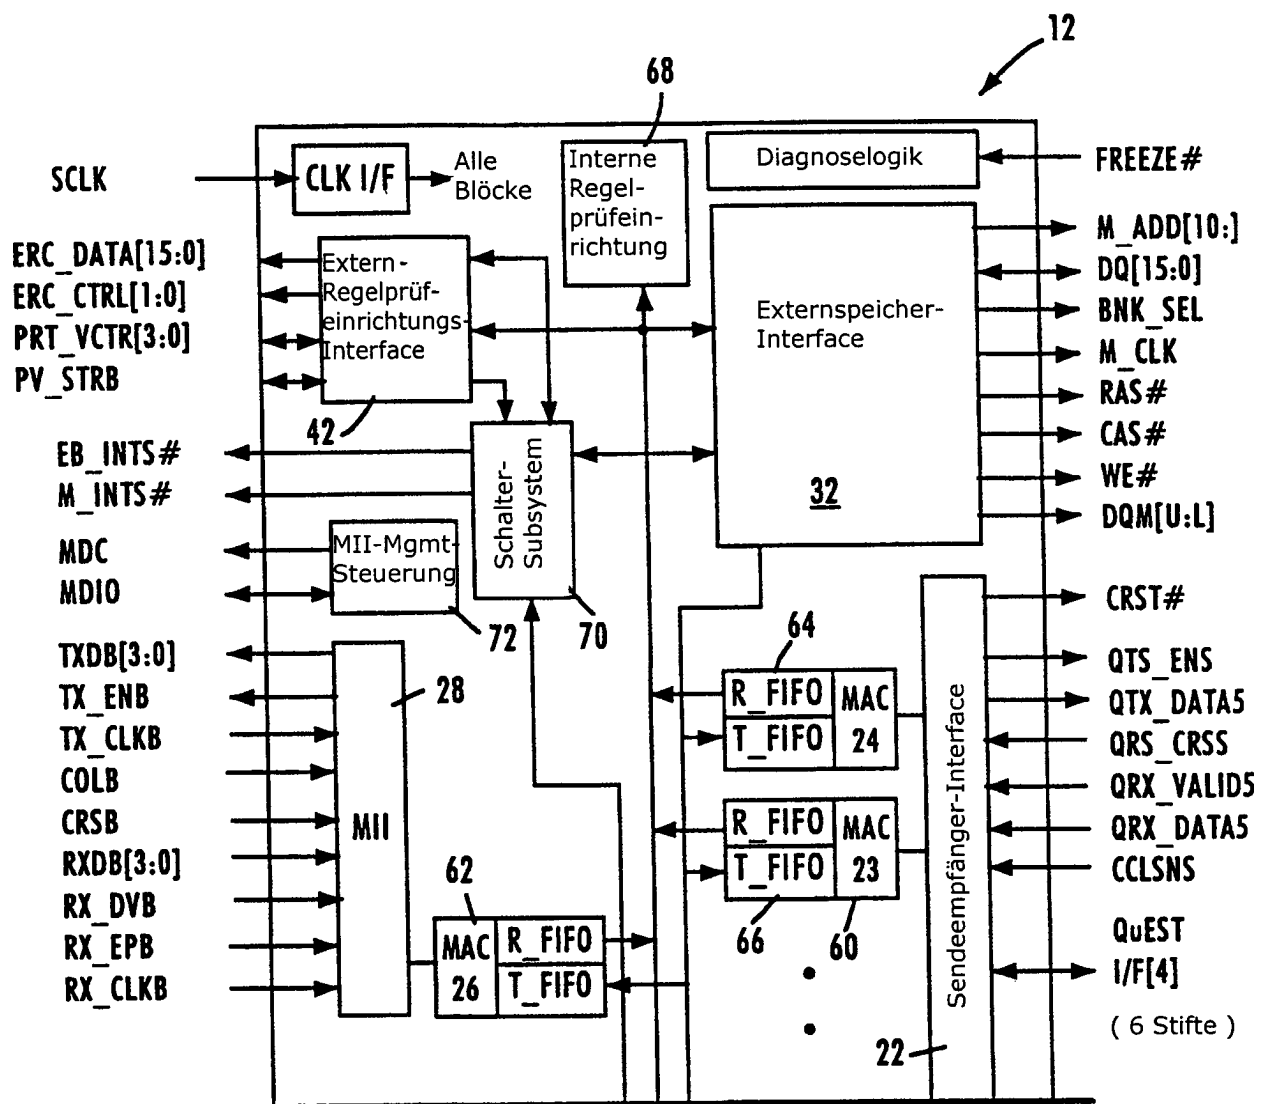 12
68
SCLK
CLK I/F
Alle
Blöcke
Interne
Regel-
prüfein-
richtung
Diagnoselogik
FREEZE#
ERC_DATA[15:0]
ERC_CTRL[1:0]
PRT_VCTR[3:0]
PV_STRB
Extern-
Regelprüf-
einrichtungs-
Interface
42
Externspeicher-
Interface
32
M_ADD[10:]
DQ[15:0]
BNK_SEL
M_CLK
RAS#
CAS#
WE#
DQM[U:L]
EB_INTS#
M_INTS#
Schalter-
Subsystem
70
MDC
MDIO
MII-Mgmt-
Steuerung
72
TXDB[3:0]
TX_ENB
TX_CLKB
COLB
CRSB
RXDB[3:0]
RX_DVB
RX_EPB
RX_CLKB
MII
28
62
MAC
26
R_FIFO
T_FIFO
64
R_FIFO
T_FIFO
MAC
24
R_FIFO
T_FIFO
MAC
23
66
60
Sendeempfänger-Interface
22
CRST#
QTS_ENS
QTX_DATA5
QRS_CRSS
QRX_VALID5
QRX_DATA5
CCLSNS
QuEST
I/F[4]
( 6 Stifte )